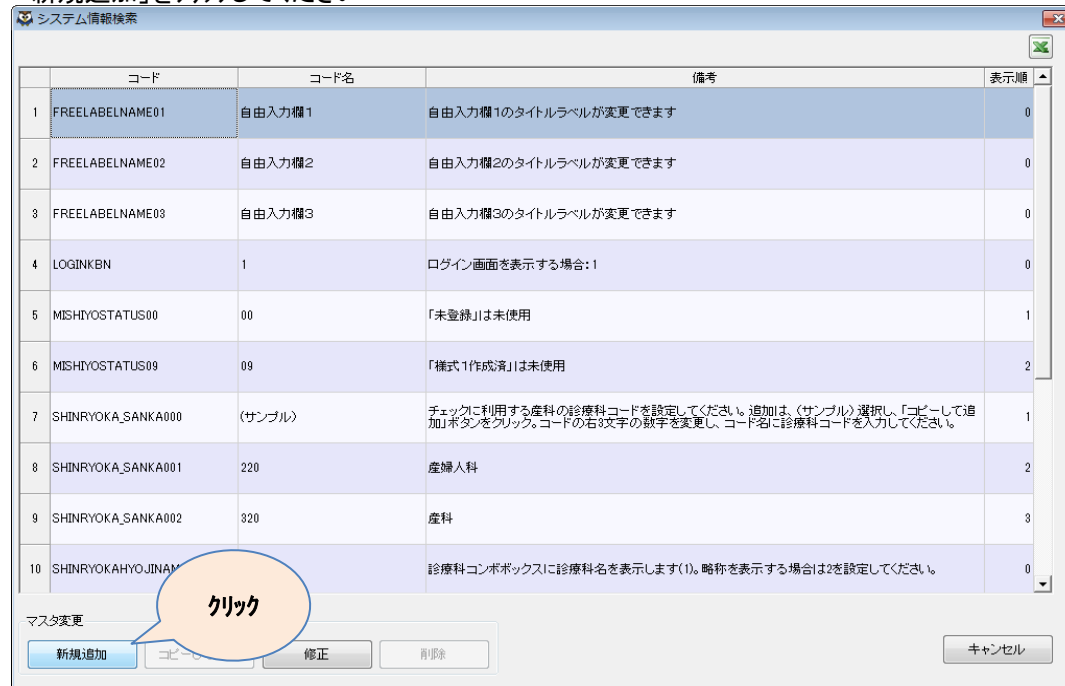 新規追加」をクリックしてください
システム情報検索
コード コード名 備考 表示順
1 FREELABELNAME01 自由入力欄1 自由入力欄1のタイトルラベルが変更できます 0
2 FREELABELNAME02 自由入力欄2 自由入力欄2のタイトルラベルが変更できます 0
3 FREELABELNAME03 自由入力欄3 自由入力欄3のタイトルラベルが変更できます 0
4 LOGINKBN 1 ログイン画面を表示する場合:1 0
5 MISHIYOSTATUS00 00 「未登録」は未使用 1
6 MISHIYOSTATUS09 09 「様式1作成済」は未使用 2
7 SHINRYOKA_SANKA000 (サンプル) チェックに利用する産科の診療科コードを設定してください。追加は、(サンプル)選択し、「コピーして追 1
加」ボタンをクリック。コードの右3文字の数字を変更し、コード名に診療科コードを入力してください。
8 SHINRYOKA_SANKA001 220 産婦人科 2
9 SHINRYOKA_SANKA002 320 産科 3
10 SHINRYOKAHYOJINAM 診療科コンボボックスに診療科名を表示します(1)。略称を表示する場合は2を設定してください。 0
クリック
マスタ変更
新規追加 コピーし 修正 削除 キャンセル